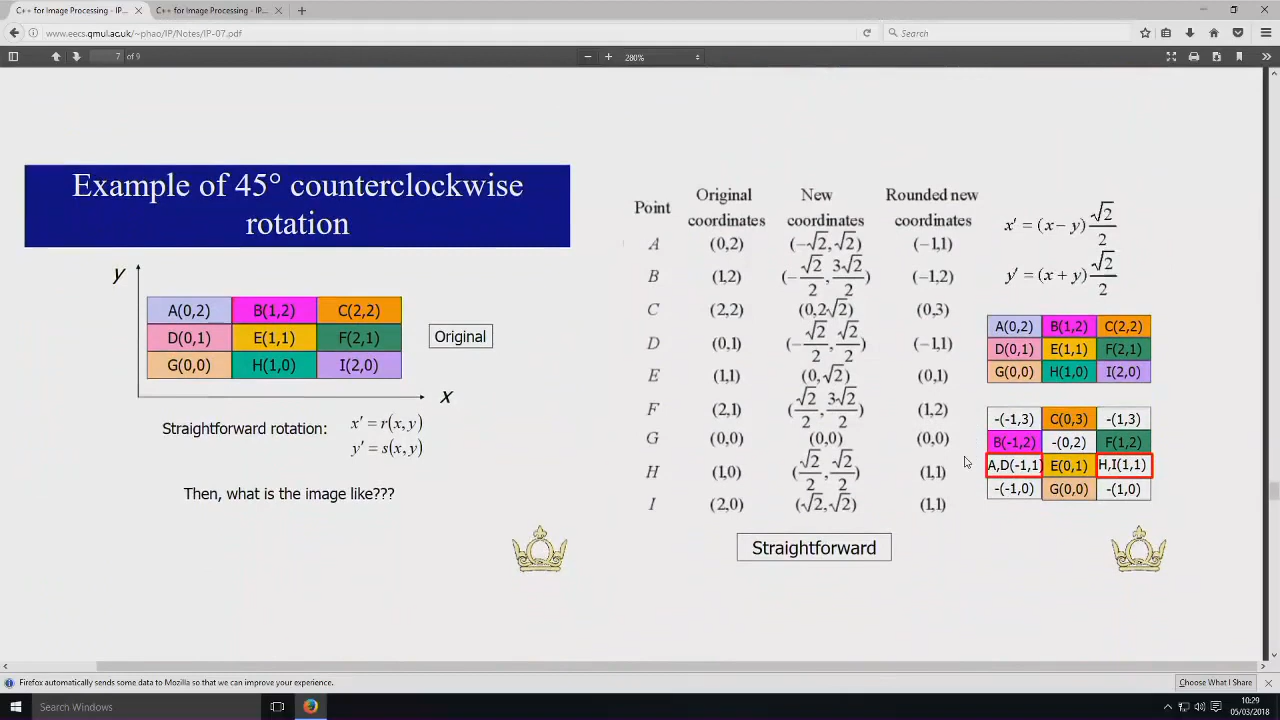 C++ for Image Processing - IP...
C++ for Image Processing - IP...
www.eecs.qmul.ac.uk/~phao/IP/Notes/IP-07.pdf
Search
7 of 9
280%
Example of 45° counterclockwise
rotation
y
A(0,2) B(1,2) C(2,2)
D(0,1) E(1,1) F(2,1)
G(0,0) H(1,0) I(2,0)
x
Original
Straightforward rotation: x′ = r(x, y)
y′ = s(x, y)
Then, what is the image like???
Point Original coordinates New coordinates Rounded new coordinates
A (0,2) (−√2, √2) (−1,1)
B (1,2) (−√2/2, 3√2/2) (−1,2)
C (2,2) (0,2√2) (0,3)
D (0,1) (−√2/2, √2/2) (−1,1)
E (1,1) (0,√2) (0,1)
F (2,1) (√2/2, 3√2/2) (1,2)
G (0,0) (0,0) (0,0)
H (1,0) (√2/2, √2/2) (1,1)
I (2,0) (√2, √2) (1,1)
Straightforward
x′ = (x − y) √2/2
y′ = (x + y) √2/2
A(0,2) B(1,2) C(2,2)
D(0,1) E(1,1) F(2,1)
G(0,0) H(1,0) I(2,0)
-(-1,3) C(0,3) -(1,3)
B(-1,2) -(0,2) F(1,2)
A,D(-1,1) E(0,1) H,I(1,1)
-(-1,0) G(0,0) -(1,0)
Firefox automatically sends some data to Mozilla so that we can improve your experience.
Choose What I Share
Search Windows
10:29
05/03/2018